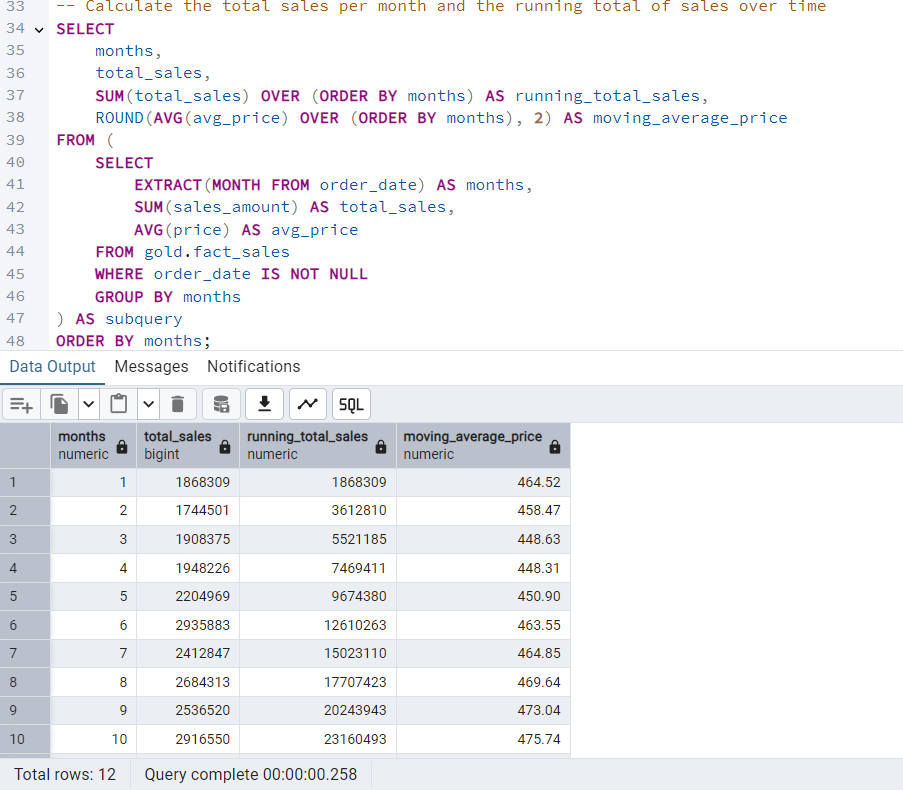 33 -- Calculate the total sales per month and the running total of sales over time
34 SELECT
35 months,
36 total_sales,
37 SUM(total_sales) OVER (ORDER BY months) AS running_total_sales,
38 ROUND(AVG(avg_price) OVER (ORDER BY months), 2) AS moving_average_price
39 FROM (
40 SELECT
41 EXTRACT(MONTH FROM order_date) AS months,
42 SUM(sales_amount) AS total_sales,
43 AVG(price) AS avg_price
44 FROM gold.fact_sales
45 WHERE order_date IS NOT NULL
46 GROUP BY months
47 ) AS subquery
48 ORDER BY months;
Data Output Messages Notifications
SQL
months total_sales running_total_sales moving_average_price
numeric bigint numeric numeric
1 1 1868309 1868309 464.52
2 2 1744501 3612810 458.47
3 3 1908375 5521185 448.63
4 4 1948226 7469411 448.31
5 5 2204969 9674380 450.90
6 6 2935883 12610263 463.55
7 7 2412847 15023110 464.85
8 8 2684313 17707423 469.64
9 9 2536520 20243943 473.04
10 10 2916550 23160493 475.74
Total rows: 12 Query complete 00:00:00.258